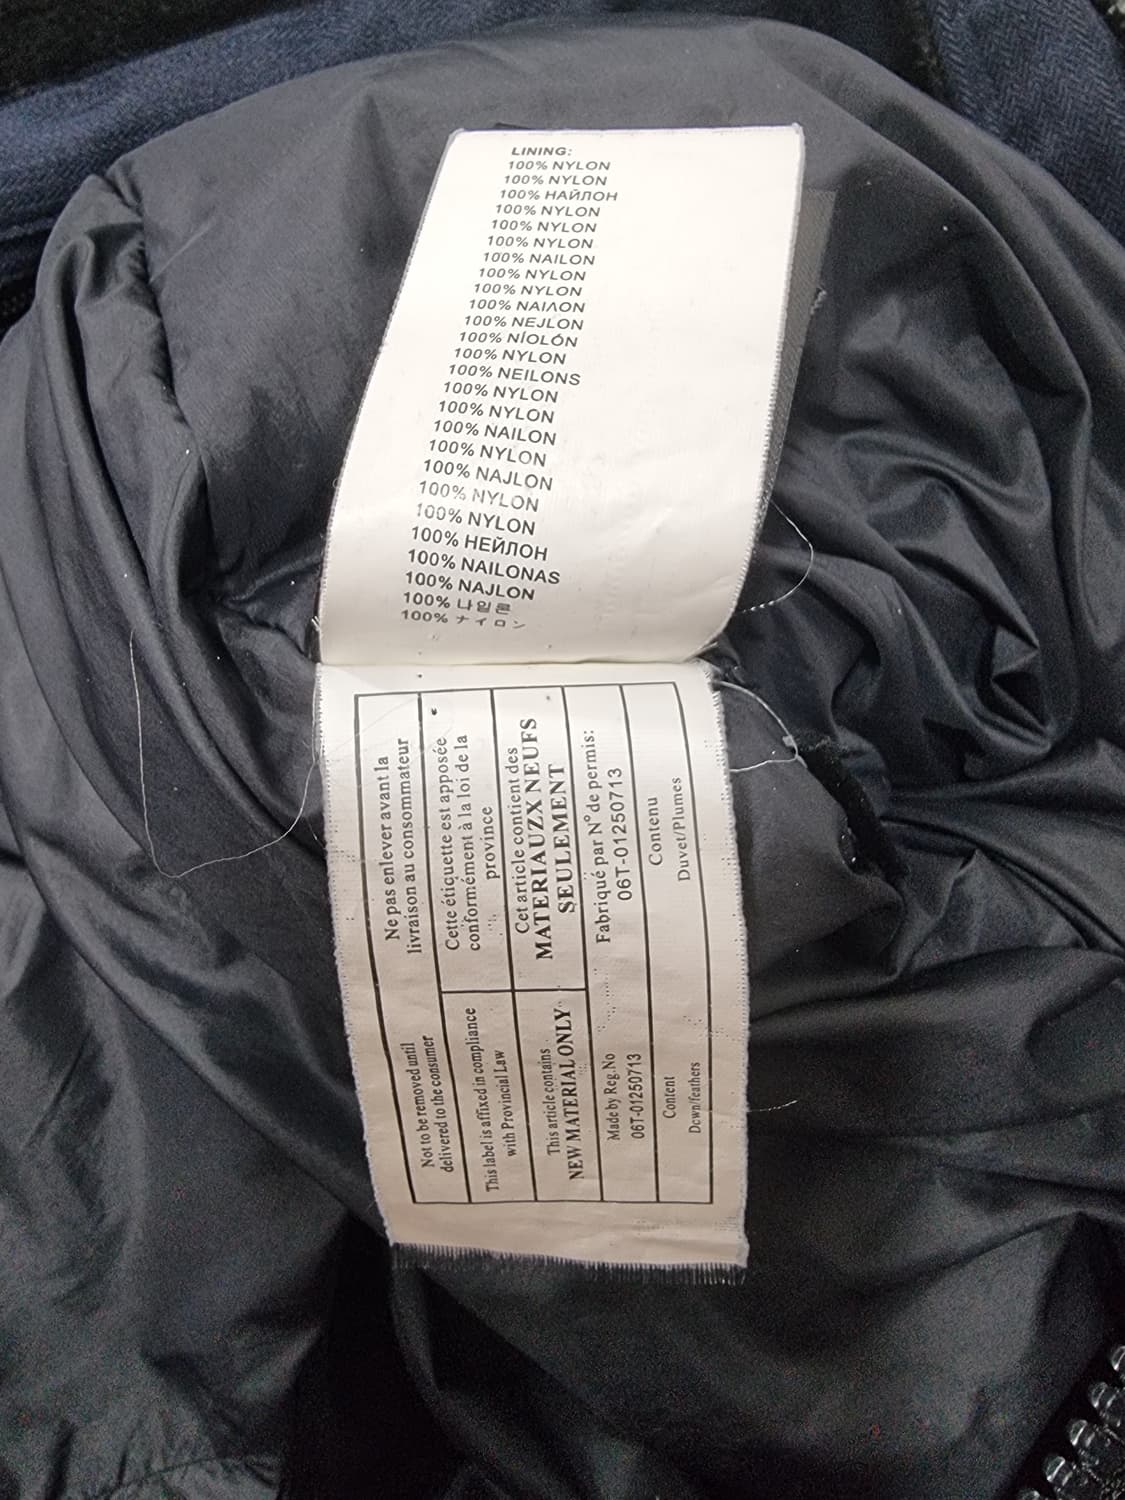 LINING:
100% NYLON
100% NYLON
100% НАЙЛОН
100% NYLON
100% NYLON
100% NYLON
100% NAILON
100% NYLON
100% NYLON
100% ΝΑΙΛΟΝ
100% NEJLON
100% NÍOLÓN
100% NYLON
100% NEILONS
100% NYLON
100% NYLON
100% NAILON
100% NYLON
100% NAJLON
100% NYLON
100% NYLON
100% НЕЙЛОН
100% NAILONAS
100% NAJLON
100% 나일론
100% ナイロン
Not to be removed until
delivered to the consumer
Ne pas enlever avant la
livraison au consommateur
This label is affixed in compliance
with Provincial Law
Cette étiquette est apposée
conformément à la loi de la
province
This article contains
NEW MATERIAL ONLY
Cet article contient des
MATERIAUZX NEUFS
SEULEMENT
Made by Reg.No
06T-01250713
Fabriqué par N° de permis:
06T-01250713
Content
Down/feathers
Contenu
Duvet/Plumes